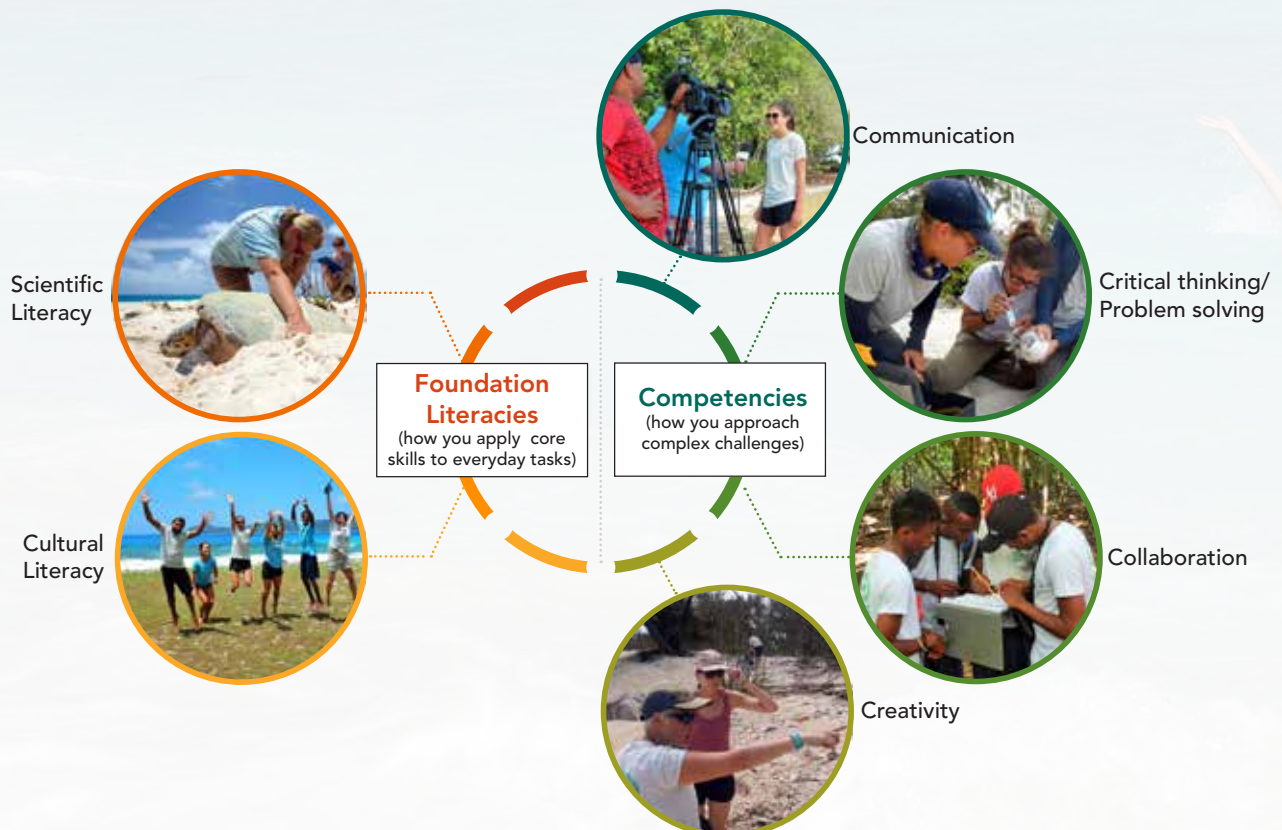 Communication
Scientific
Literacy
Critical thinking/
Problem solving
Foundation
Literacies
(how you apply core
skills to everyday tasks)
Competencies
(how you approach
complex challenges)
Cultural
Literacy
Collaboration
Creativity